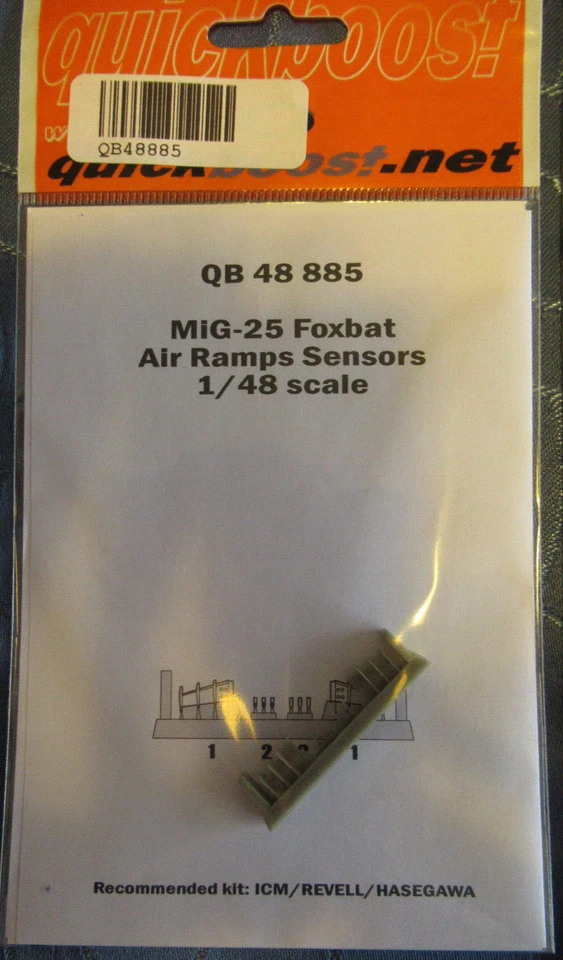 quickboost
QB48885
quickboost.net
QB 48 885
MiG-25 Foxbat
Air Ramps Sensors
1/48 scale
1 2 1
Recommended kit: ICM/REVELL/HASEGAWA